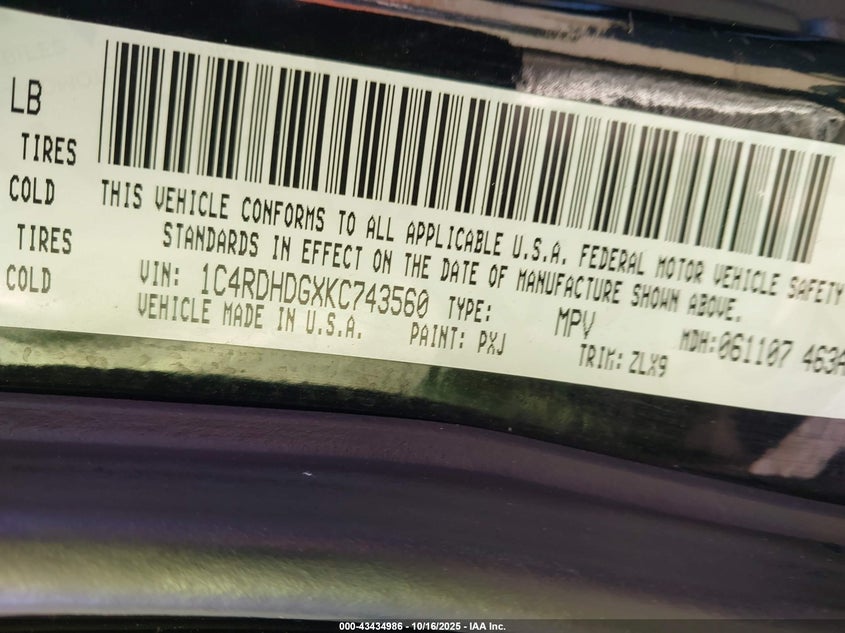 LB
TIRES
COLD
TIRES
COLD
THIS VEHICLE CONFORMS TO ALL APPLICABLE U.S.A. FEDERAL MOTOR VEHICLE SAFETY
STANDARDS IN EFFECT ON THE DATE OF MANUFACTURE SHOWN ABOVE.
VIN: 1C4RDHDGXKC743560 TYPE: MPV MDH:061107 463A
VEHICLE MADE IN U.S.A. PAINT: PXJ TRIM: ZLX9
000-43434986 - 10/16/2025 - IAA Inc.